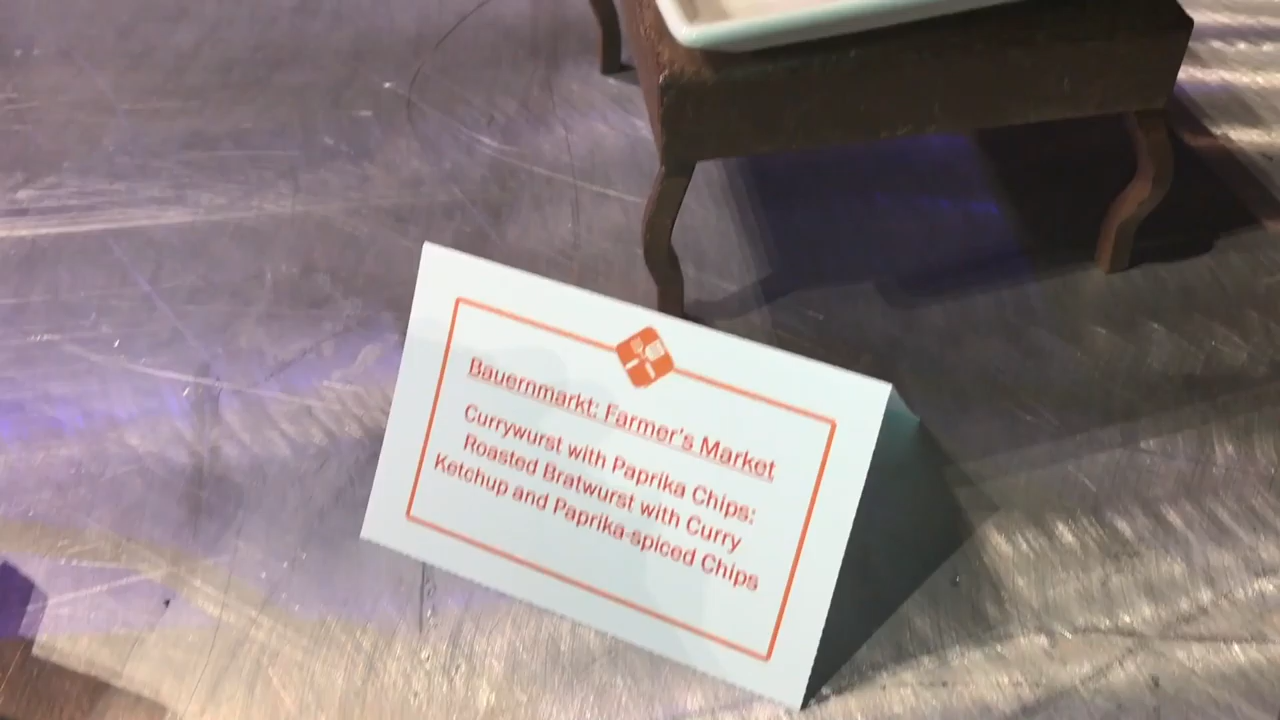 Bauernmarkt: Farmer's Market
Currywurst with Paprika Chips:
Roasted Bratwurst with Curry
Ketchup and Paprika-spiced Chips